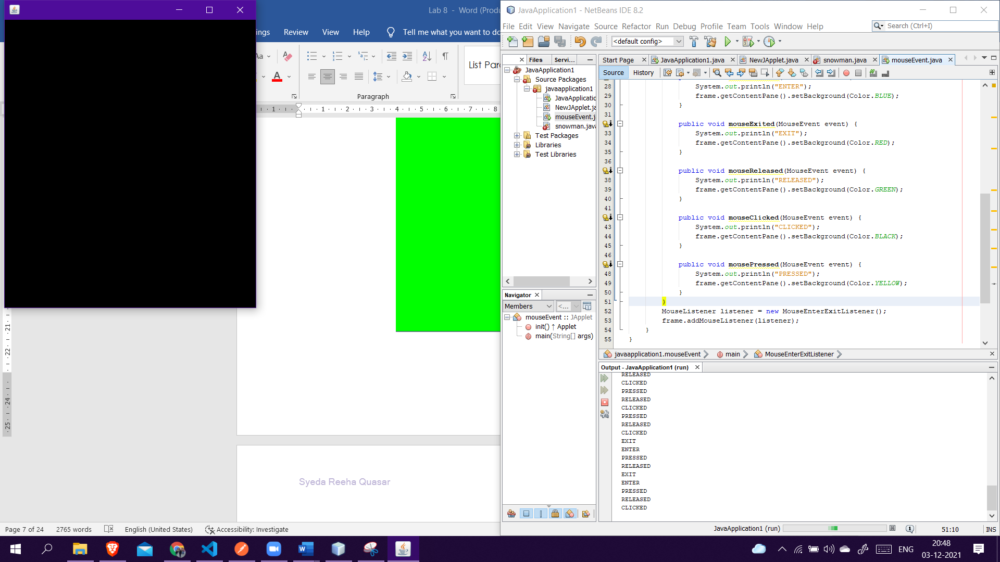 Lab 8 - Word (Produ
ngs Review View Help Tell me what you want to do
Aa
List Para
Paragraph
1 1 2 3 4 5 6 7 8
21
22
24
25
Syeda Reeha Quasar
Page 7 of 24 2765 words English (United States) Accessibility: Investigate
JavaApplication1 - NetBeans IDE 8.2
File Edit View Navigate Source Refactor Run Debug Profile Team Tools Window Help Search (Ctrl+I)
<default config>
Files Servi...
JavaApplication1
Source Packages
javaapplication1
JavaApplicatio
NewJApplet.ja
mouseEvent.j
snowman.java
Test Packages
Libraries
Test Libraries
Navigator
Members <...
mouseEvent :: JApplet
init() ↑ Applet
main(String[] args)
Start Page JavaApplication1.java NewJApplet.java snowman.java mouseEvent.java
Source History
28 System.out.println("ENTER");
29 frame.getContentPane().setBackground(Color.BLUE);
30 }
31
public void mouseExited(MouseEvent event) {
33 System.out.println("EXIT");
34 frame.getContentPane().setBackground(Color.RED);
35 }
36
public void mouseReleased(MouseEvent event) {
38 System.out.println("RELEASED");
39 frame.getContentPane().setBackground(Color.GREEN);
40 }
41
public void mouseClicked(MouseEvent event) {
43 System.out.println("CLICKED");
44 frame.getContentPane().setBackground(Color.BLACK);
45 }
46
public void mousePressed(MouseEvent event) {
48 System.out.println("PRESSED");
49 frame.getContentPane().setBackground(Color.YELLOW);
50 }
51 }
52 MouseListener listener = new MouseEnterExitListener();
53 frame.addMouseListener(listener);
54 }
55 }
javaapplication1.mouseEvent main MouseEnterExitListener
Output - JavaApplication1 (run)
RELEASED
CLICKED
PRESSED
RELEASED
CLICKED
PRESSED
RELEASED
CLICKED
EXIT
ENTER
PRESSED
RELEASED
EXIT
ENTER
PRESSED
RELEASED
CLICKED
JavaApplication1 (run) 1 51:10 INS
ENG
20:48
03-12-2021